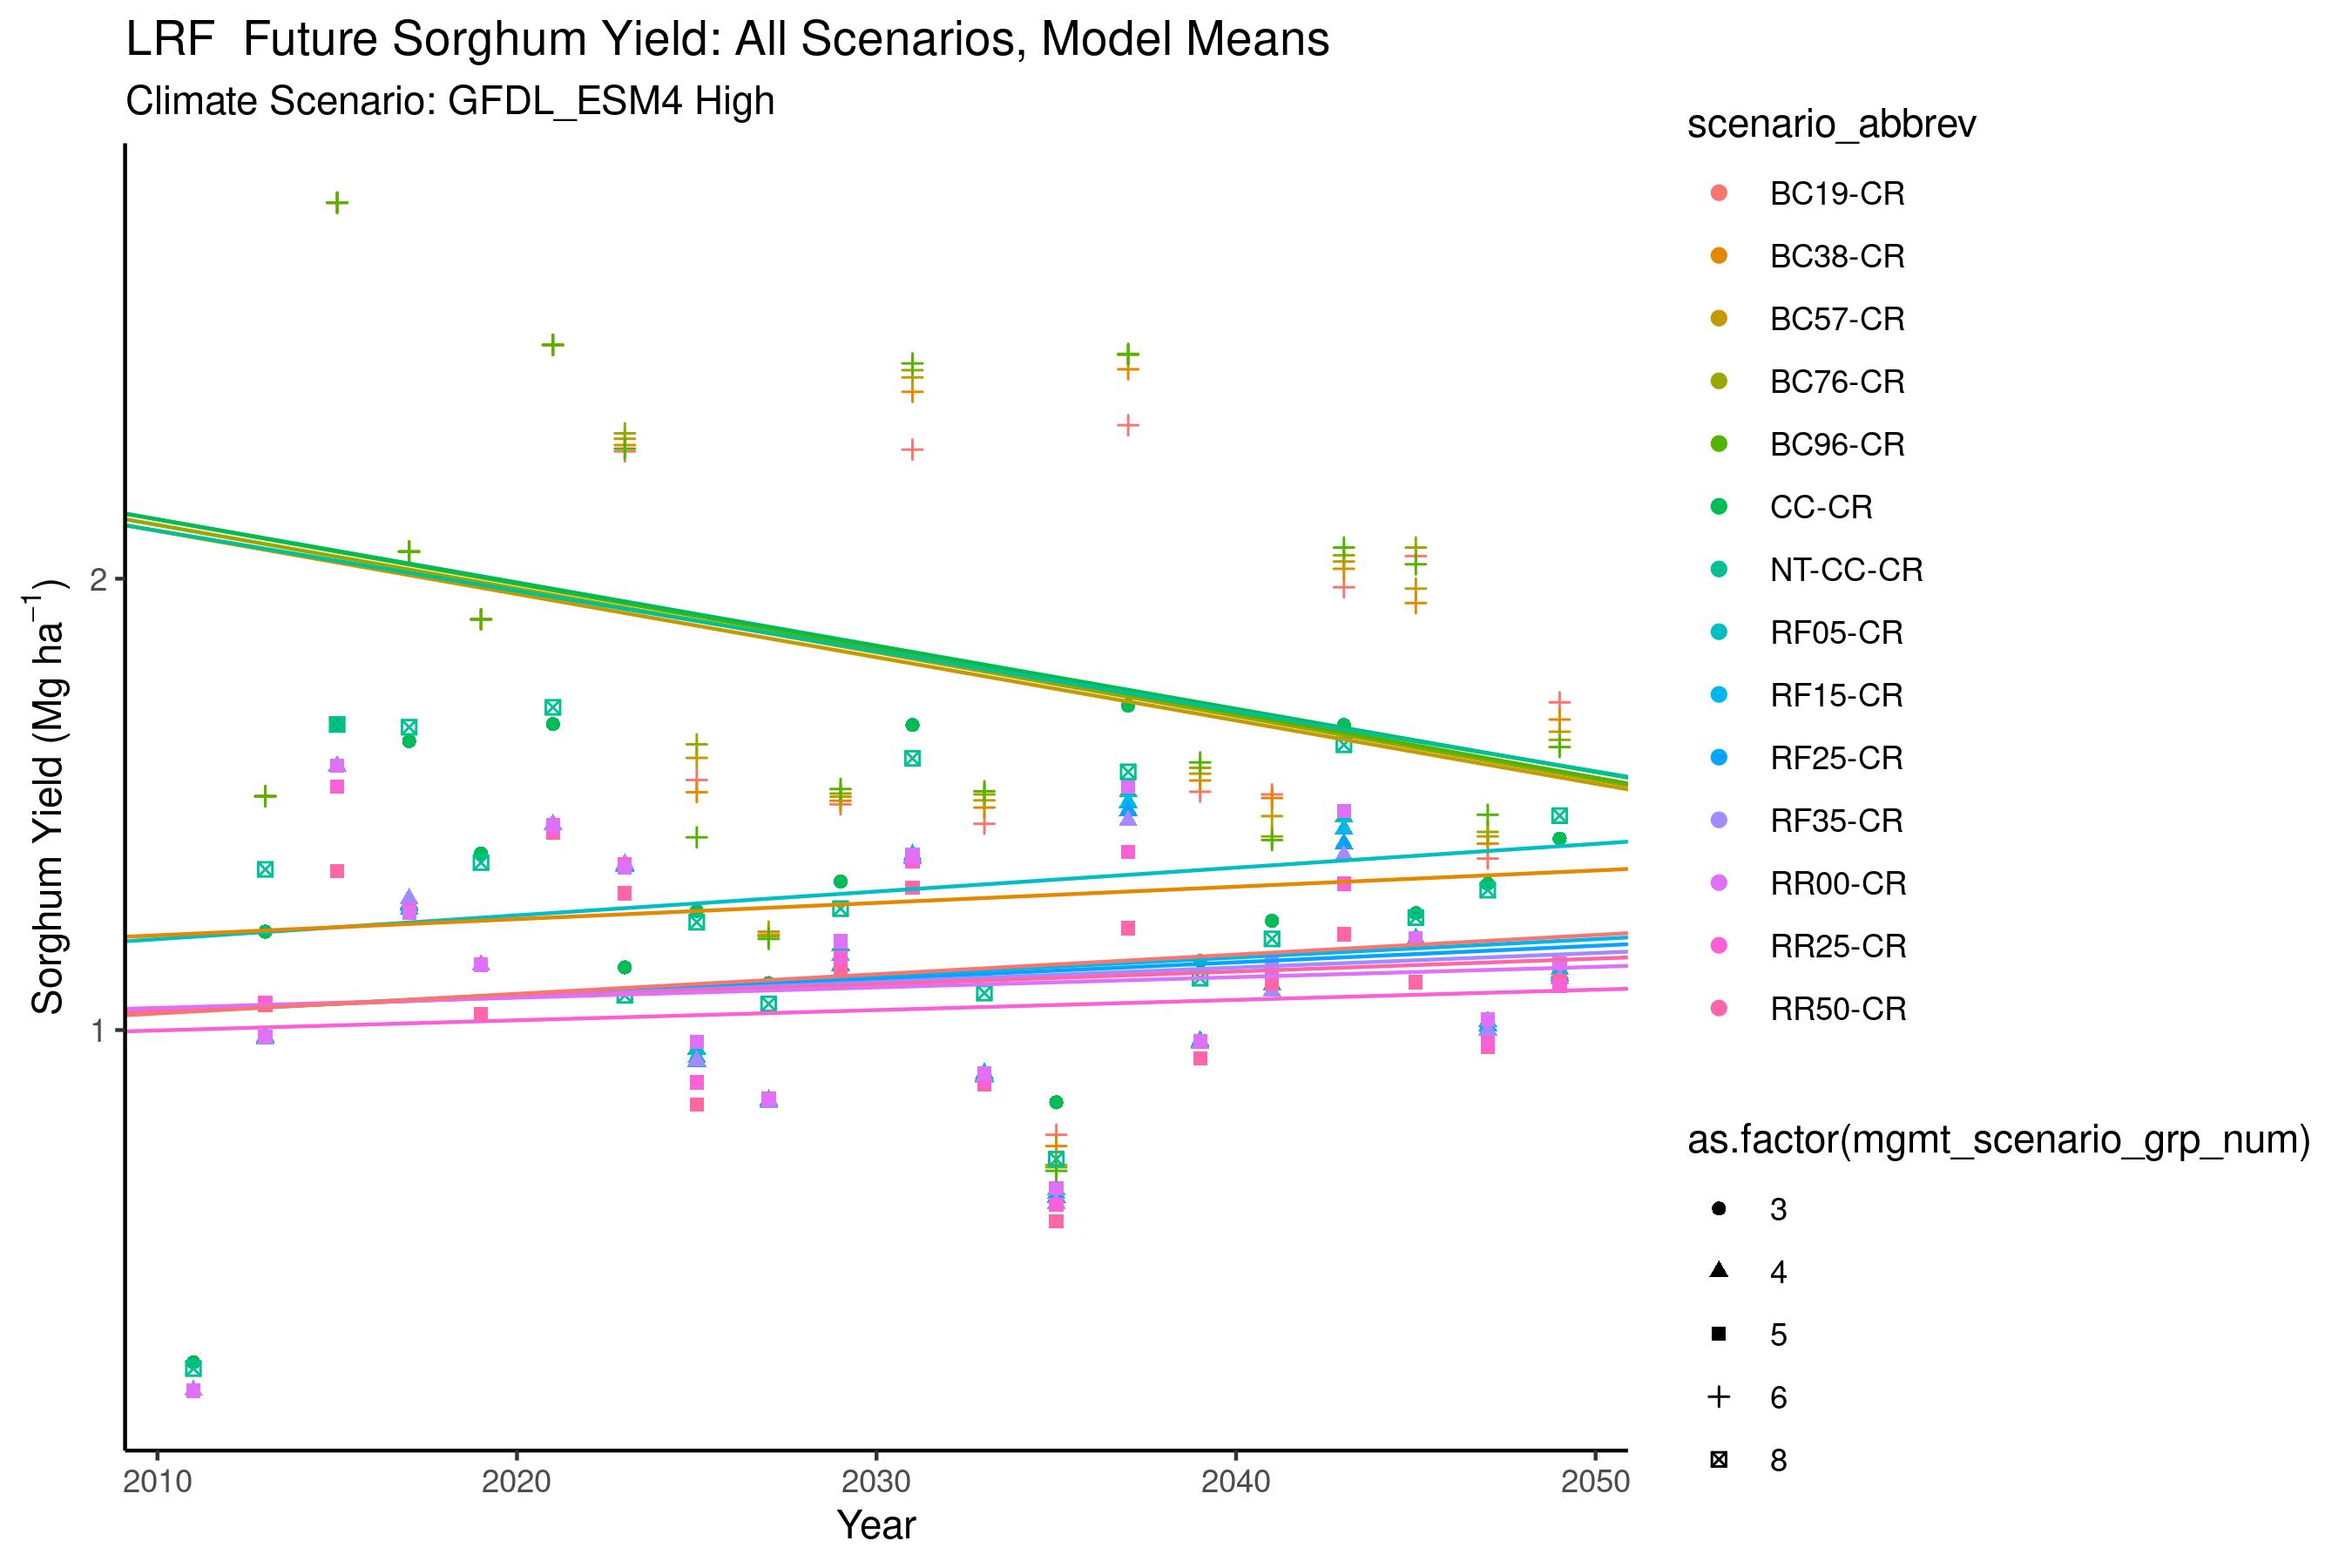 LRF  Future Sorghum Yield: All Scenarios, Model Means
Climate Scenario: GFDL_ESM4 High
Sorghum Yield (Mg ha⁻¹)
2
1
2010 2020 2030 2040 2050
Year
scenario_abbrev
BC19-CR
BC38-CR
BC57-CR
BC76-CR
BC96-CR
CC-CR
NT-CC-CR
RF05-CR
RF15-CR
RF25-CR
RF35-CR
RR00-CR
RR25-CR
RR50-CR
as.factor(mgmt_scenario_grp_num)
3
4
5
6
8